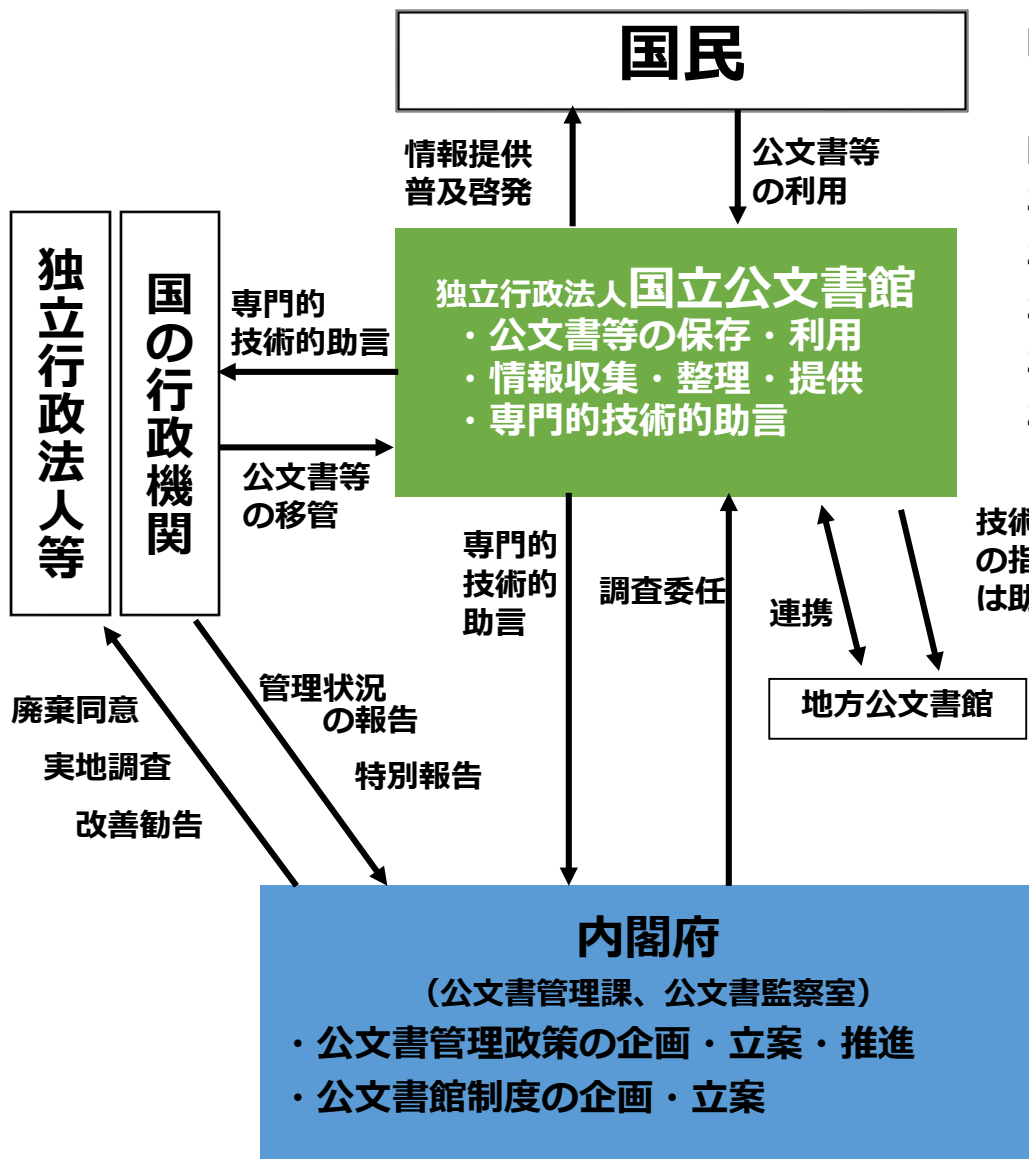 国民
情報提供
普及啓発
公文書等
の利用
独立行政法人等
国の行政機関
専門的
技術的助言
公文書等
の移管
独立行政法人国立公文書館
・公文書等の保存・利用
・情報収集・整理・提供
・専門的技術的助言
専門的
技術的
助言
調査委任
連携
技術
の指
は助
地方公文書館
廃棄同意
実地調査
改善勧告
管理状況
の報告
特別報告
内閣府
（公文書管理課、公文書監察室）
・公文書管理政策の企画・立案・推進
・公文書館制度の企画・立案